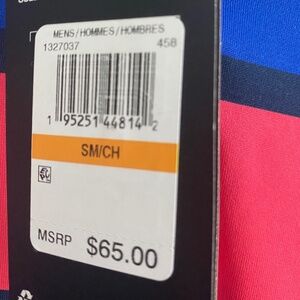 MENS/HOMMES/HOMBRES
1327037 458
1 95251 44814 2
SM/CH
MSRP $65.00